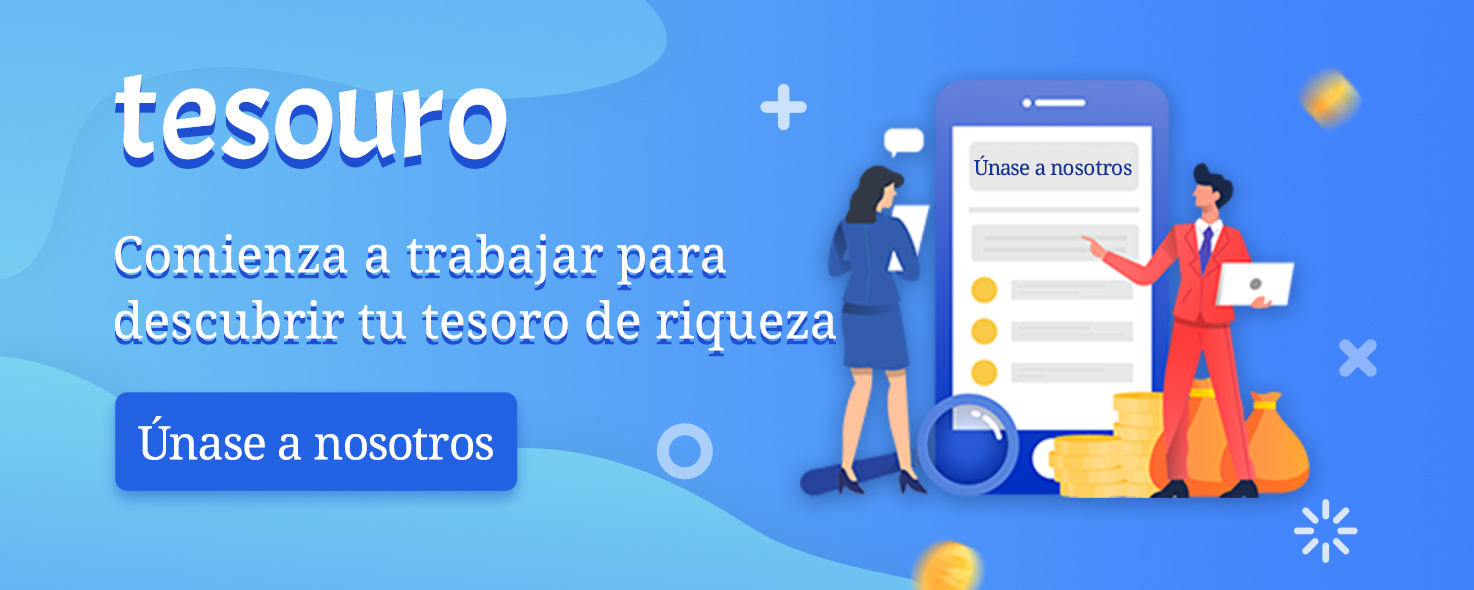 tesouro
Comienza a trabajar para
descubrir tu tesoro de riqueza
Únase a nosotros
Únase a nosotros